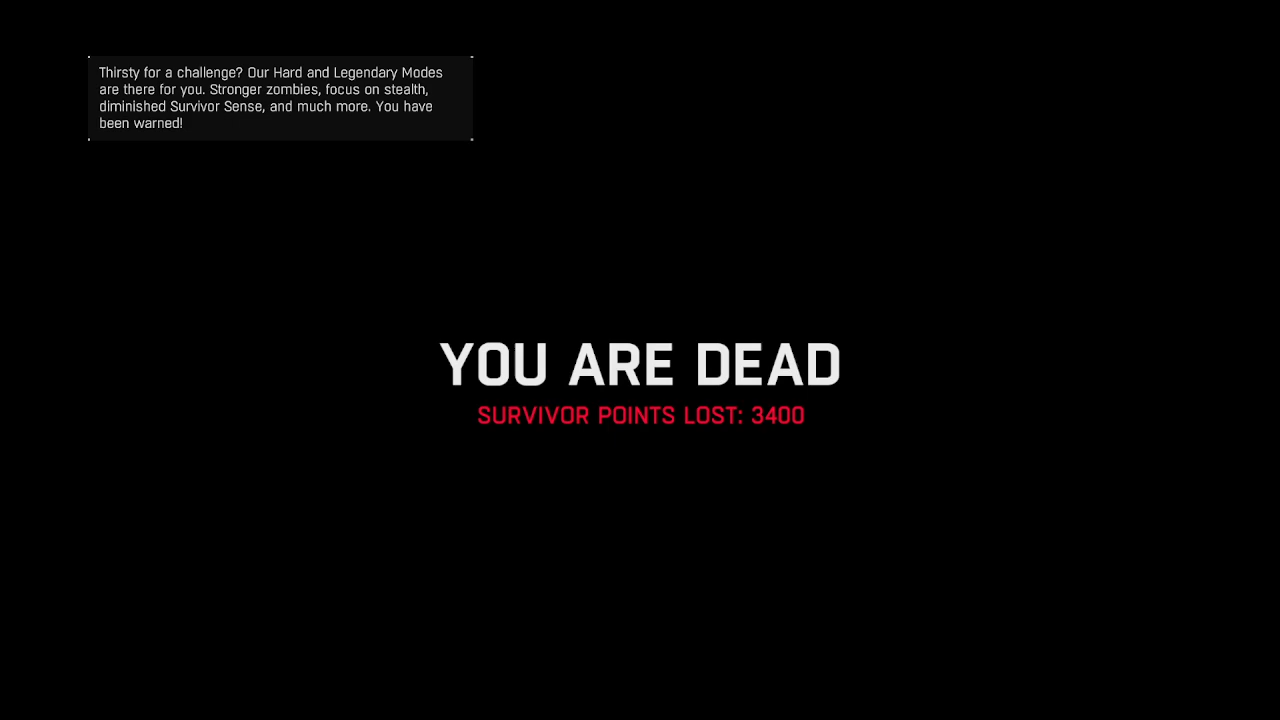 Thirsty for a challenge? Our Hard and Legendary Modes
are there for you. Stronger zombies, focus on stealth,
diminished Survivor Sense, and much more. You have
been warned!
YOU ARE DEAD
SURVIVOR POINTS LOST: 3400